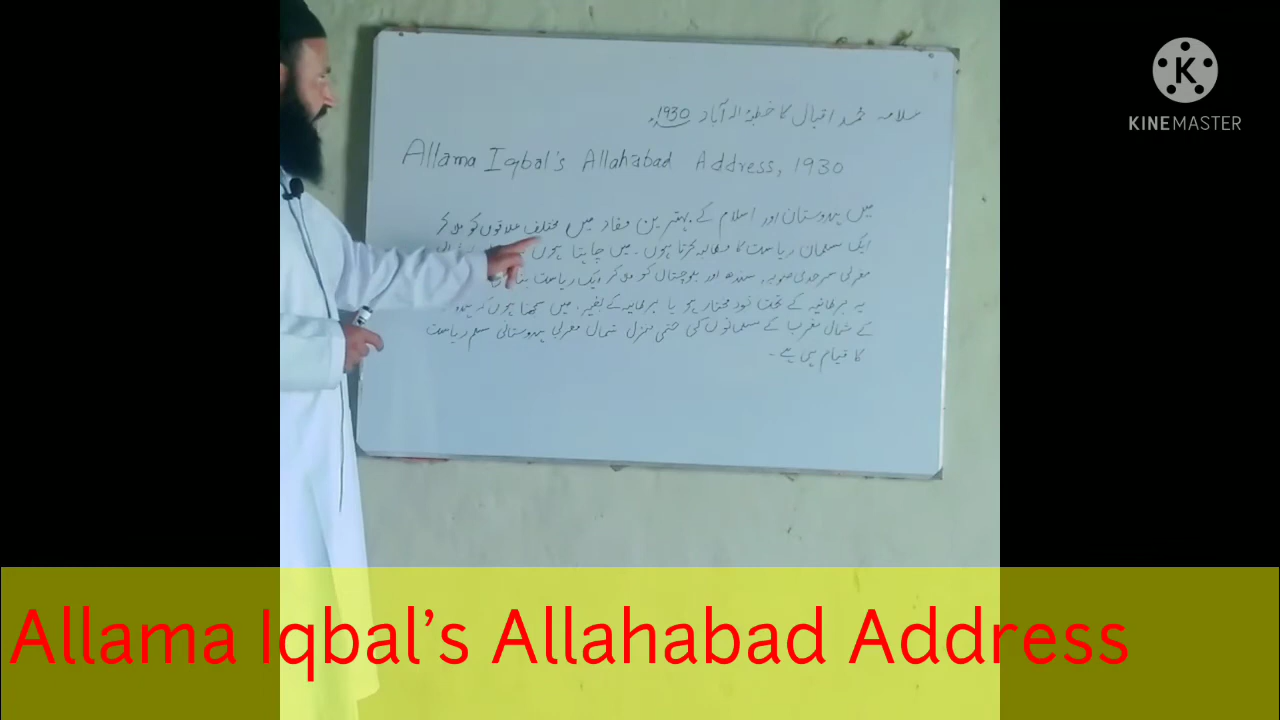 علامہ محمد اقبال کا خطبۂ الہ آباد 1930ء
Allama Iqbal's Allahabad Address, 1930
میں ہندوستان اور اسلام کے بہترین مفاد میں مختلف علاقوں کو ملا کر
ایک مسلمان ریاست کا مطالبہ کرتا ہوں۔ میں چاہتا ہوں
مغربی سرحدی صوبہ، سندھ اور بلوچستان کو ملا کر ایک ریاست بنا
یہ برطانیہ کے تحت خود مختار ہو یا برطانیہ کے بغیر۔ میں سمجھتا ہوں کہ
کے شمال مغرب کے مسلمانوں کی حتمی منزل شمال مغربی ہندوستانی مسلم ریاست
کا قیام ہی ہے۔
K
KINEMASTER
Allama Iqbal's Allahabad Address